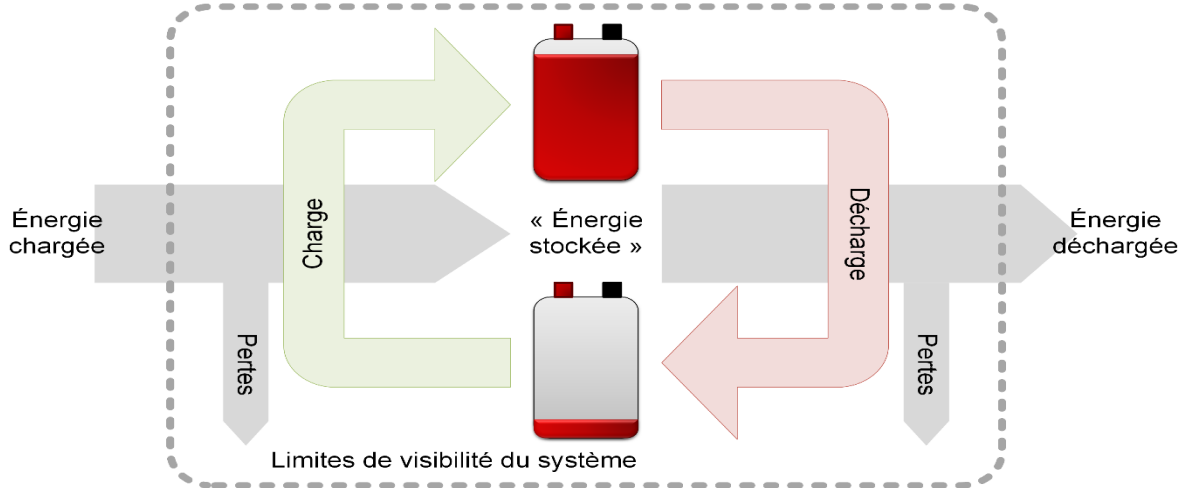 Énergie
chargée
Charge
Pertes
« Énergie
stockée »
Décharge
Pertes
Énergie
déchargée
Limites de visibilité du système